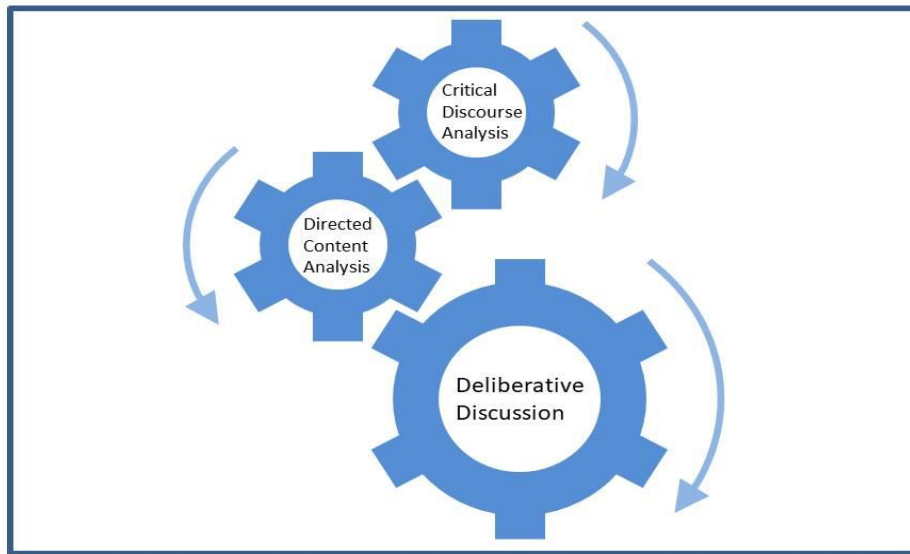 Critical
Discourse
Analysis
Directed
Content
Analysis
Deliberative
Discussion